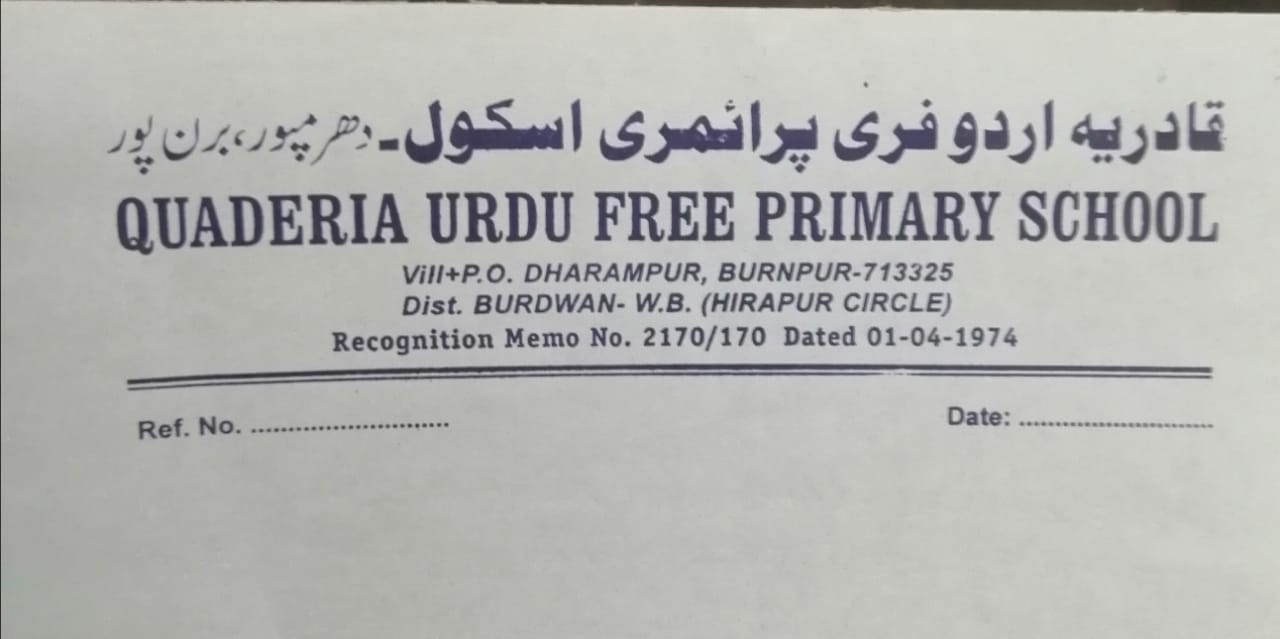 قادریہ اردو فری پرائمری اسکول۔ دھرمپور، برن پور
QUADERIA URDU FREE PRIMARY SCHOOL
Vill+P.O. DHARAMPUR, BURNPUR-713325
Dist. BURDWAN- W.B. (HIRAPUR CIRCLE)
Recognition Memo No. 2170/170 Dated 01-04-1974
Ref. No. ........................... Date: ...........................